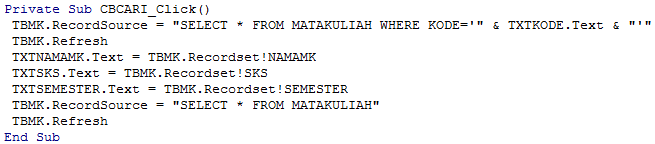 Private Sub CBCARI_Click()
TBMK.RecordSource = "SELECT * FROM MATAKULIAH WHERE KODE='" & TXTKODE.Text & "'"
TBMK.Refresh
TXTNAMAMK.Text = TBMK.Recordset!NAMAMK
TXTSKS.Text = TBMK.Recordset!SKS
TXTSEMESTER.Text = TBMK.Recordset!SEMESTER
TBMK.RecordSource = "SELECT * FROM MATAKULIAH"
TBMK.Refresh
End Sub